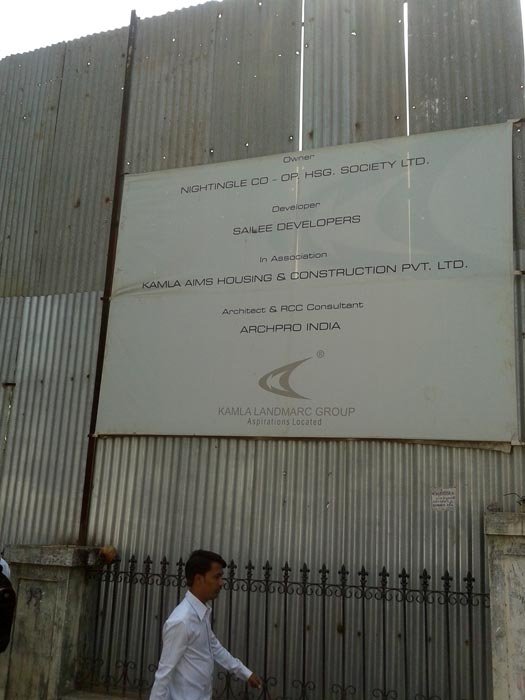 Owner
NIGHTINGLE CO - OP. HSG. SOCIETY LTD.
Developer
SAILEE DEVELOPERS
In Association
KAMLA AIMS HOUSING & CONSTRUCTION PVT. LTD.
Architect & RCC Consultant
ARCHPRO INDIA
®
KAMLA LANDMARC GROUP
Aspirations Located